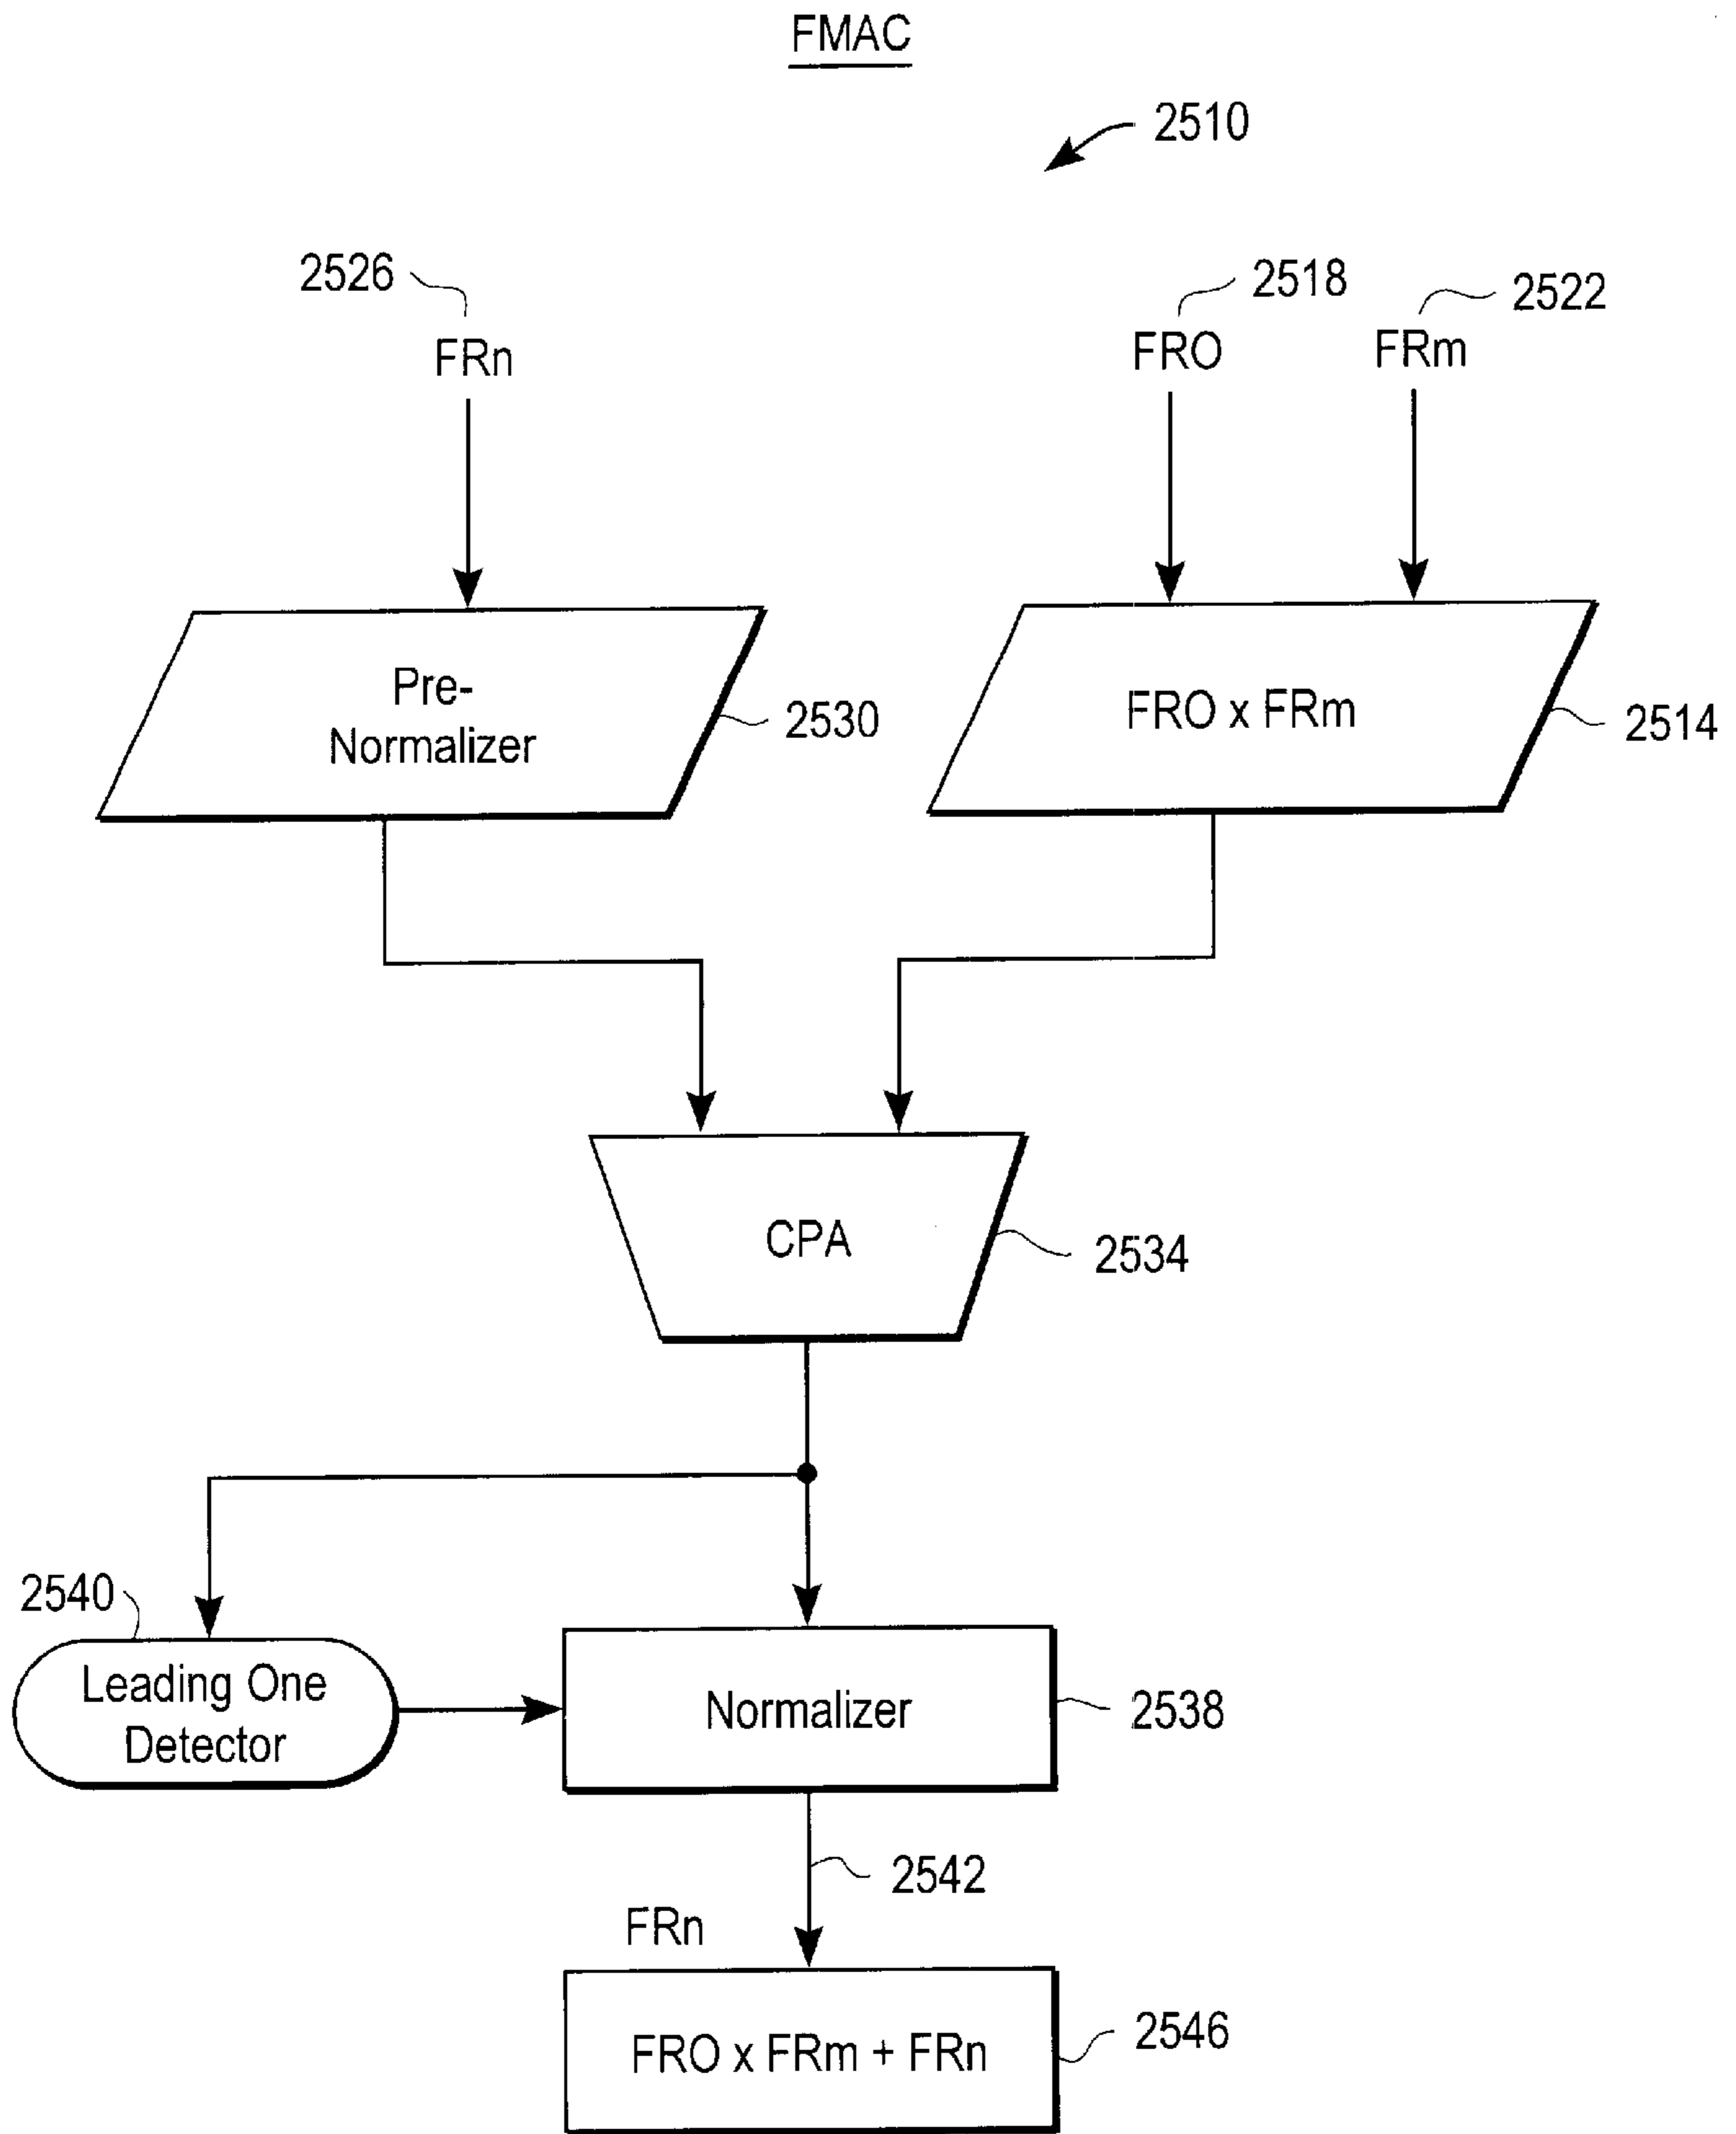 FMAC
2510
2526
2518
2522
FRn
FRO
FRm
Pre-
Normalizer
2530
FRO x FRm
2514
CPA
2534
2540
Leading One
Detector
Normalizer
2538
2542
FRn
FRO x FRm + FRn
2546